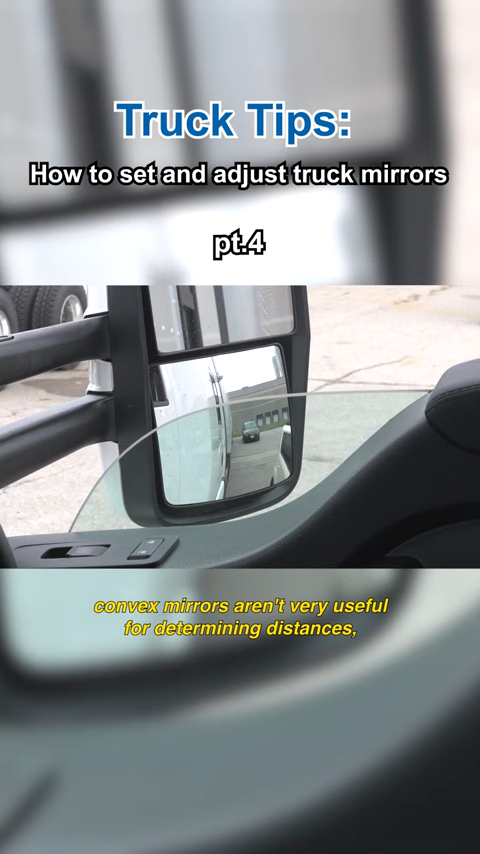 Truck Tips:
How to set and adjust truck mirrors
pt.4
convex mirrors aren't very useful
for determining distances,